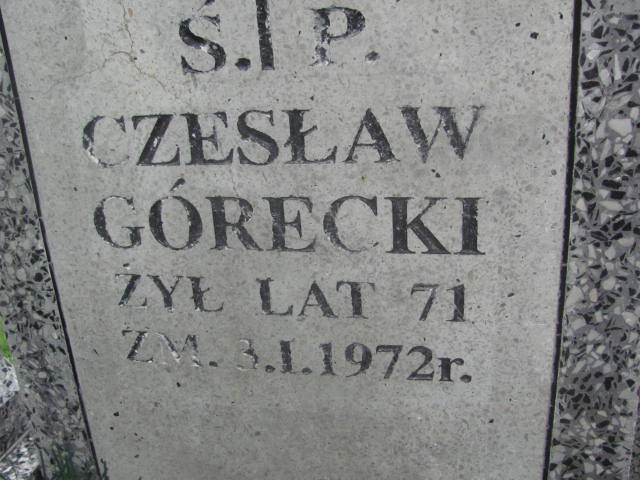 Ś. † P.
CZESŁAW
GÓRECKI
ŻYŁ LAT 71
ZM. 3.I.1972r.